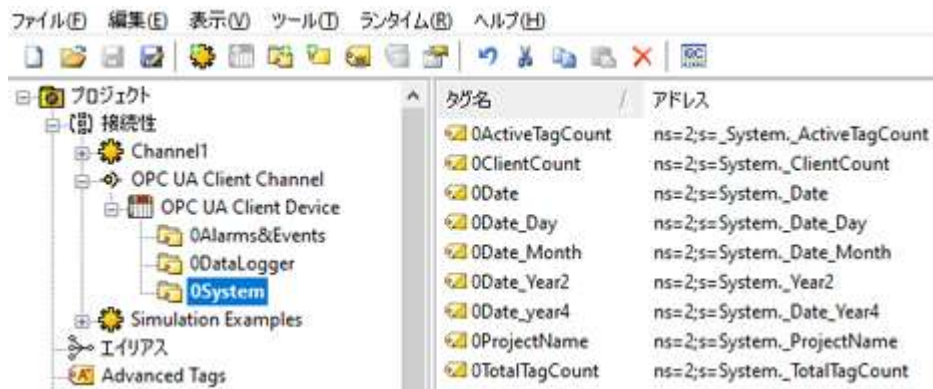 ファイル(F) 編集(E) 表示(V) ツール(T) ランタイム(R) ヘルプ(H)
プロジェクト
接続性
Channel1
OPC UA Client Channel
OPC UA Client Device
0Alarms&Events
0DataLogger
0System
Simulation Examples
エイリアス
Advanced Tags
タグ名 / アドレス
0ActiveTagCount ns=2;s=_System._ActiveTagCount
0ClientCount ns=2;s=System._ClientCount
0Date ns=2;s=System._Date
0Date_Day ns=2;s=System._Date_Day
0Date_Month ns=2;s=System._Date_Month
0Date_Year2 ns=2;s=System._Year2
0Date_year4 ns=2;s=System._Date_Year4
0ProjectName ns=2;s=System._ProjectName
0TotalTagCount ns=2;s=System._TotalTagCount